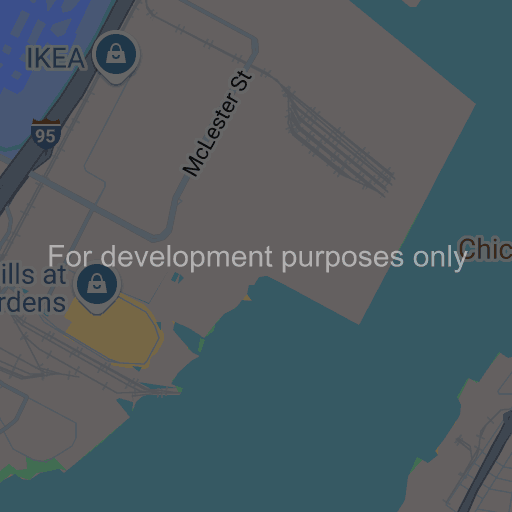 IKEA
95
McLester St
Chic
For development purposes only
ills at
rdens